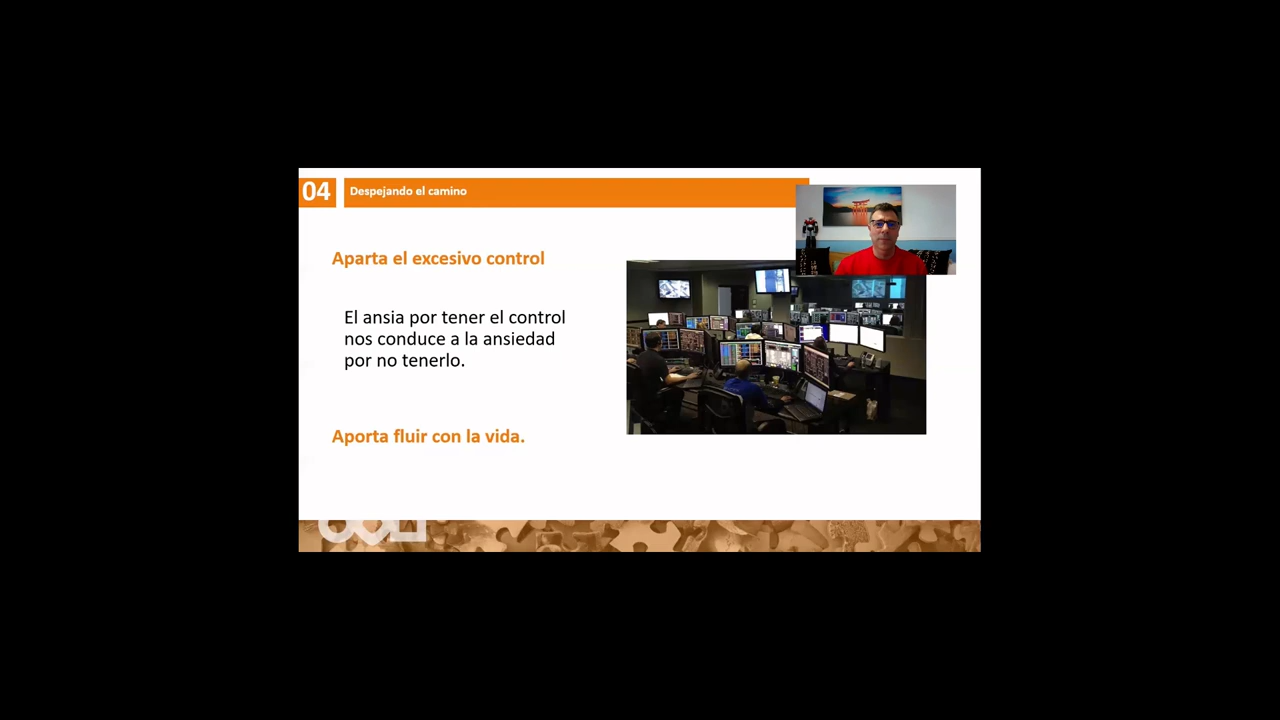 04
Despejando el camino
Aparta el excesivo control
El ansia por tener el control
nos conduce a la ansiedad
por no tenerlo.
Aporta fluir con la vida.